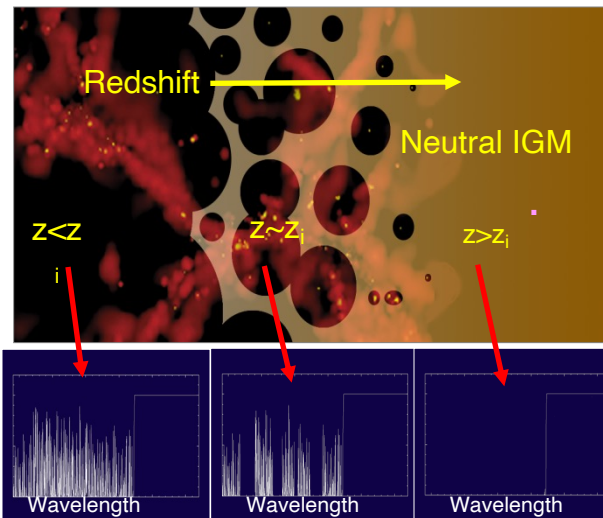 Redshift
Neutral IGM
z<z
i
z~zi
z>zi
Wavelength
Wavelength
Wavelength